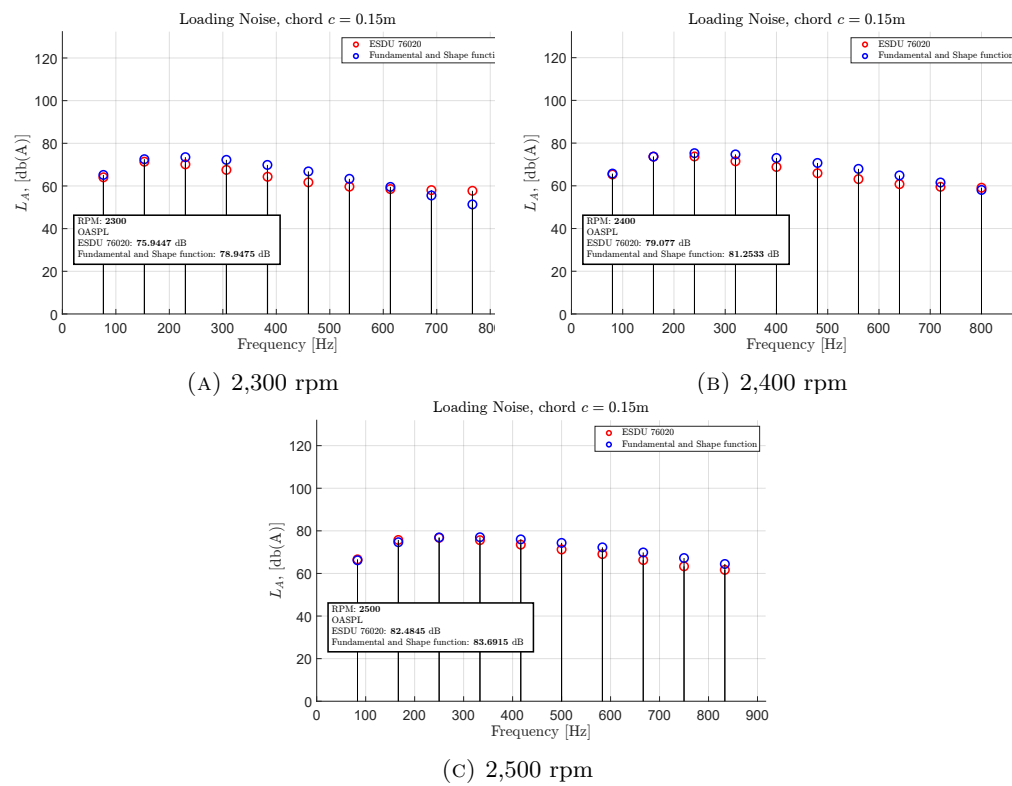 Loading Noise, chord c = 0.15m
ESDU 76020
Fundamental and Shape functi
120
100
80
60
40
20
0
L_A, [db(A)]
RPM: 2300
OASPL
ESDU 76020: 75.9447 dB
Fundamental and Shape function: 78.9475 dB
0 100 200 300 400 500 600 700 80
Frequency [Hz]
(A) 2,300 rpm
Loading Noise, chord c = 0.15m
ESDU 76020
Fundamental and Shape function
120
100
80
60
40
20
0
L_A, [db(A)]
RPM: 2400
OASPL
ESDU 76020: 79.077 dB
Fundamental and Shape function: 81.2533 dB
0 100 200 300 400 500 600 700 800
Frequency [Hz]
(B) 2,400 rpm
Loading Noise, chord c = 0.15m
ESDU 76020
Fundamental and Shape function
120
100
80
60
40
20
0
L_A, [db(A)]
RPM: 2500
OASPL
ESDU 76020: 82.4845 dB
Fundamental and Shape function: 83.6915 dB
0 100 200 300 400 500 600 700 800 900
Frequency [Hz]
(C) 2,500 rpm